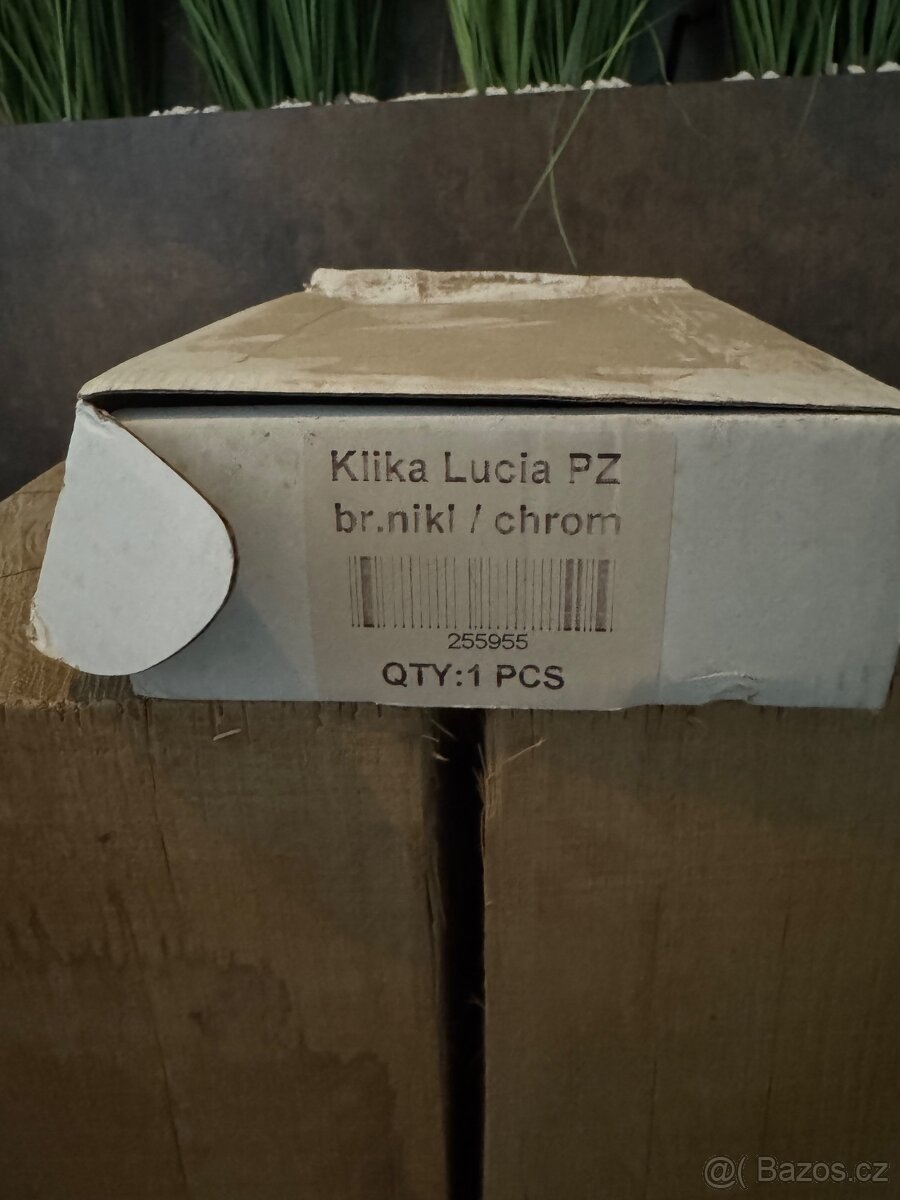 Klika Lucia PZ
br.nikl / chrom
255955
QTY:1 PCS
@( Bazos.cz